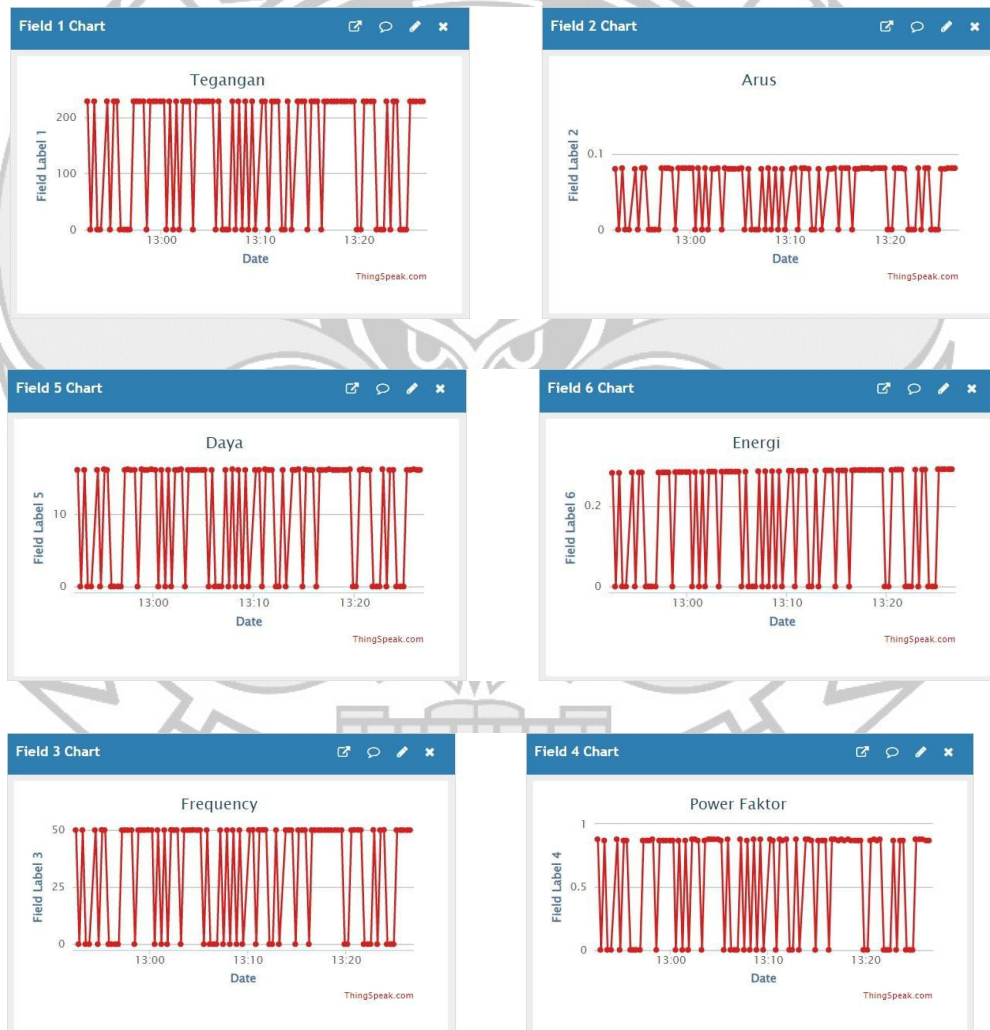 Field 1 Chart
Tegangan
Field Label 1
200
100
0
13:00
13:10
13:20
Date
ThingSpeak.com
Field 2 Chart
Arus
Field Label 2
0.1
0
13:00
13:10
13:20
Date
ThingSpeak.com
Field 5 Chart
Daya
Field Label 5
10
0
13:00
13:10
13:20
Date
ThingSpeak.com
Field 6 Chart
Energi
Field Label 6
0.2
0
13:00
13:10
13:20
Date
ThingSpeak.com
Field 3 Chart
Frequency
Field Label 3
50
25
0
13:00
13:10
13:20
Date
ThingSpeak.com
Field 4 Chart
Power Faktor
Field Label 4
1
0.5
0
13:00
13:10
13:20
Date
ThingSpeak.com